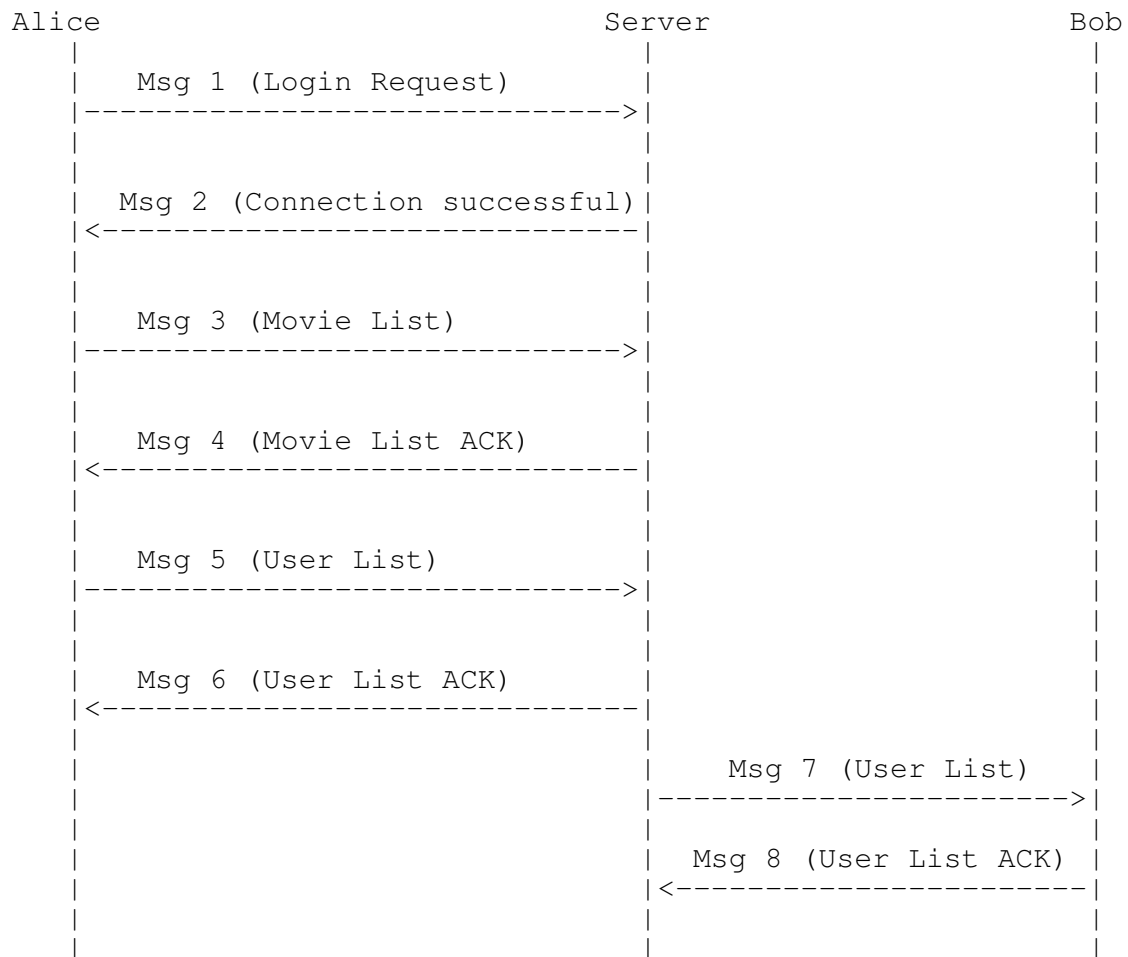 Alice Server Bob
Msg 1 (Login Request)
Msg 2 (Connection successful)
Msg 3 (Movie List)
Msg 4 (Movie List ACK)
Msg 5 (User List)
Msg 6 (User List ACK)
Msg 7 (User List)
Msg 8 (User List ACK)